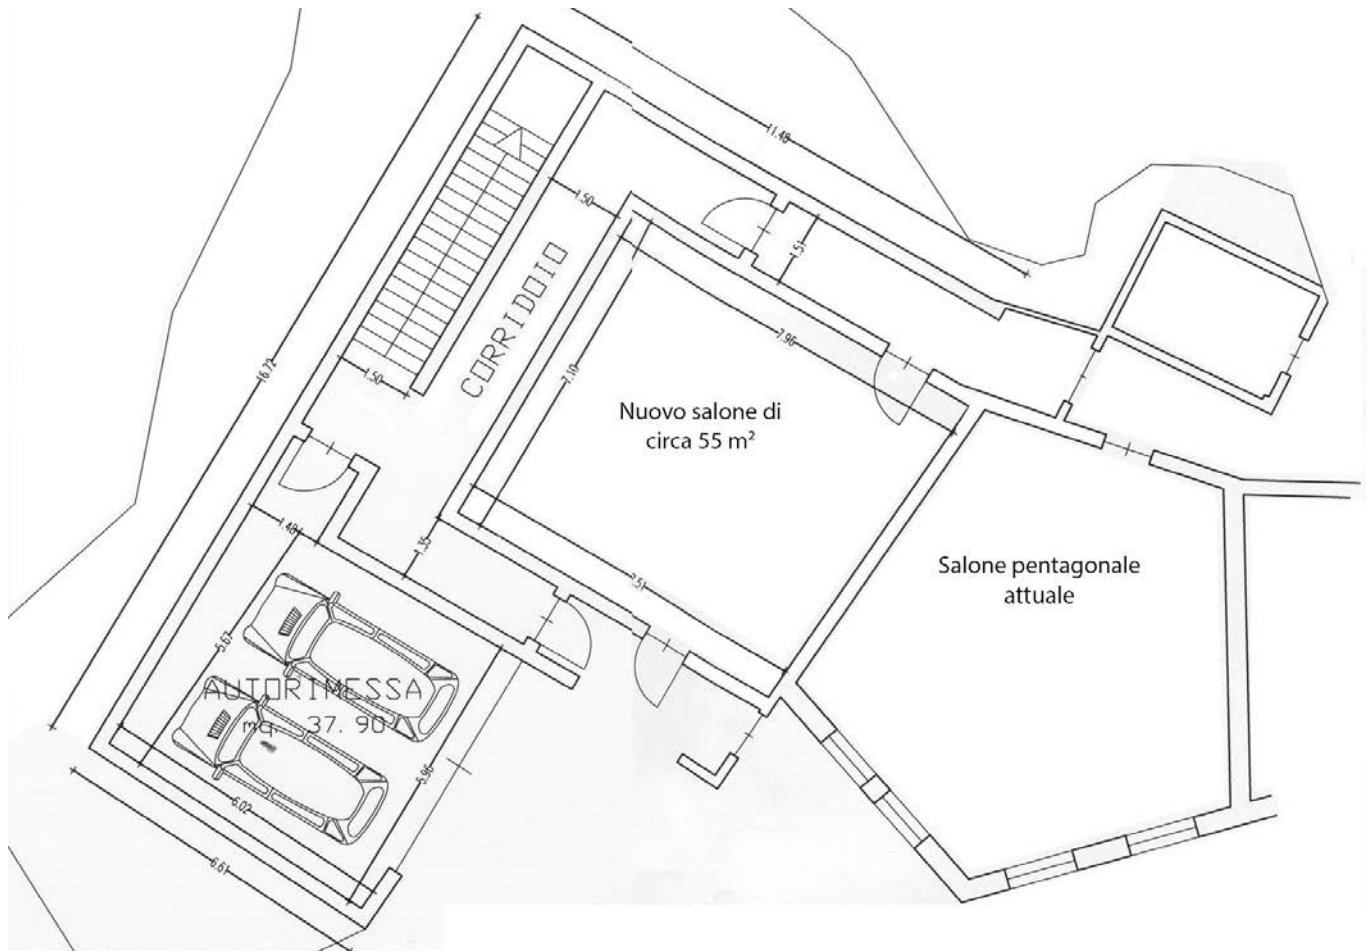 11.48
1.50
1.51
CORRIDOIO
16.72
7.96
7.10
1.50
Nuovo salone di
circa 55 m²
1.48
1.35
Salone pentagonale
attuale
7.51
5.67
AUTORIMESSA
mq. 37.90
5.96
6.02
6.61